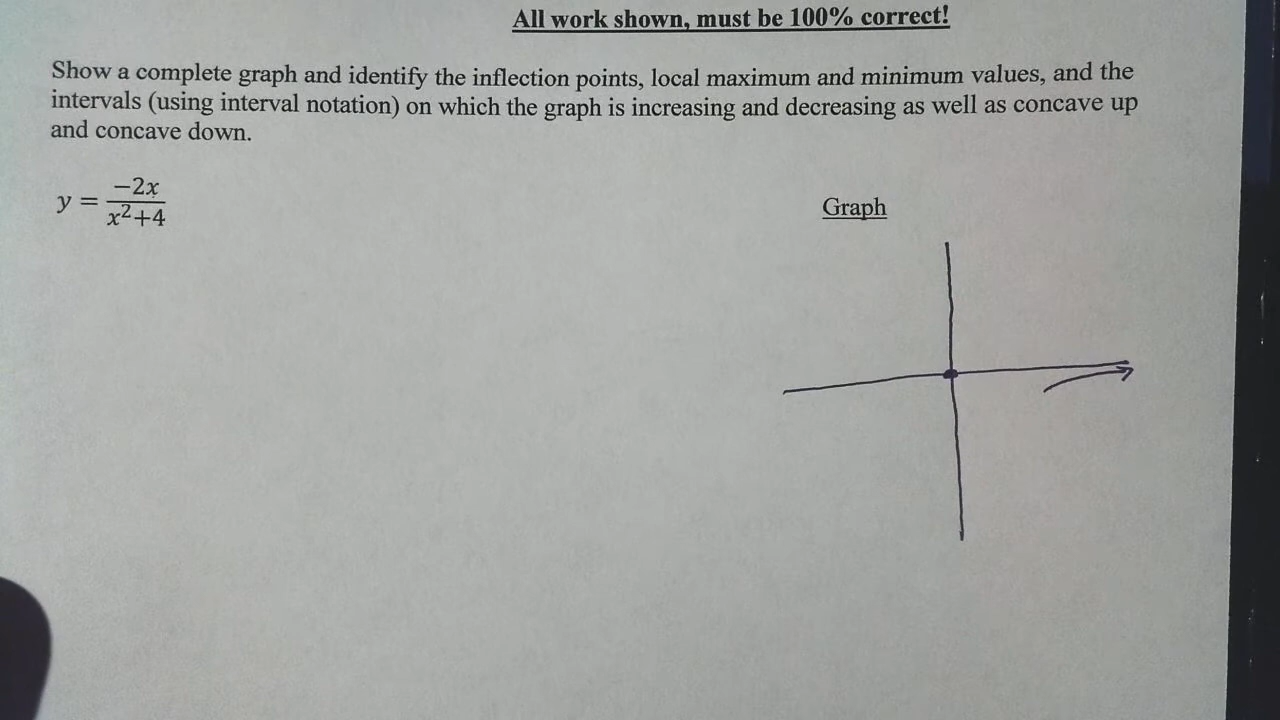 All work shown, must be 100% correct!
Show a complete graph and identify the inflection points, local maximum and minimum values, and the
intervals (using interval notation) on which the graph is increasing and decreasing as well as concave up
and concave down.
y = −2x / x²+4
Graph